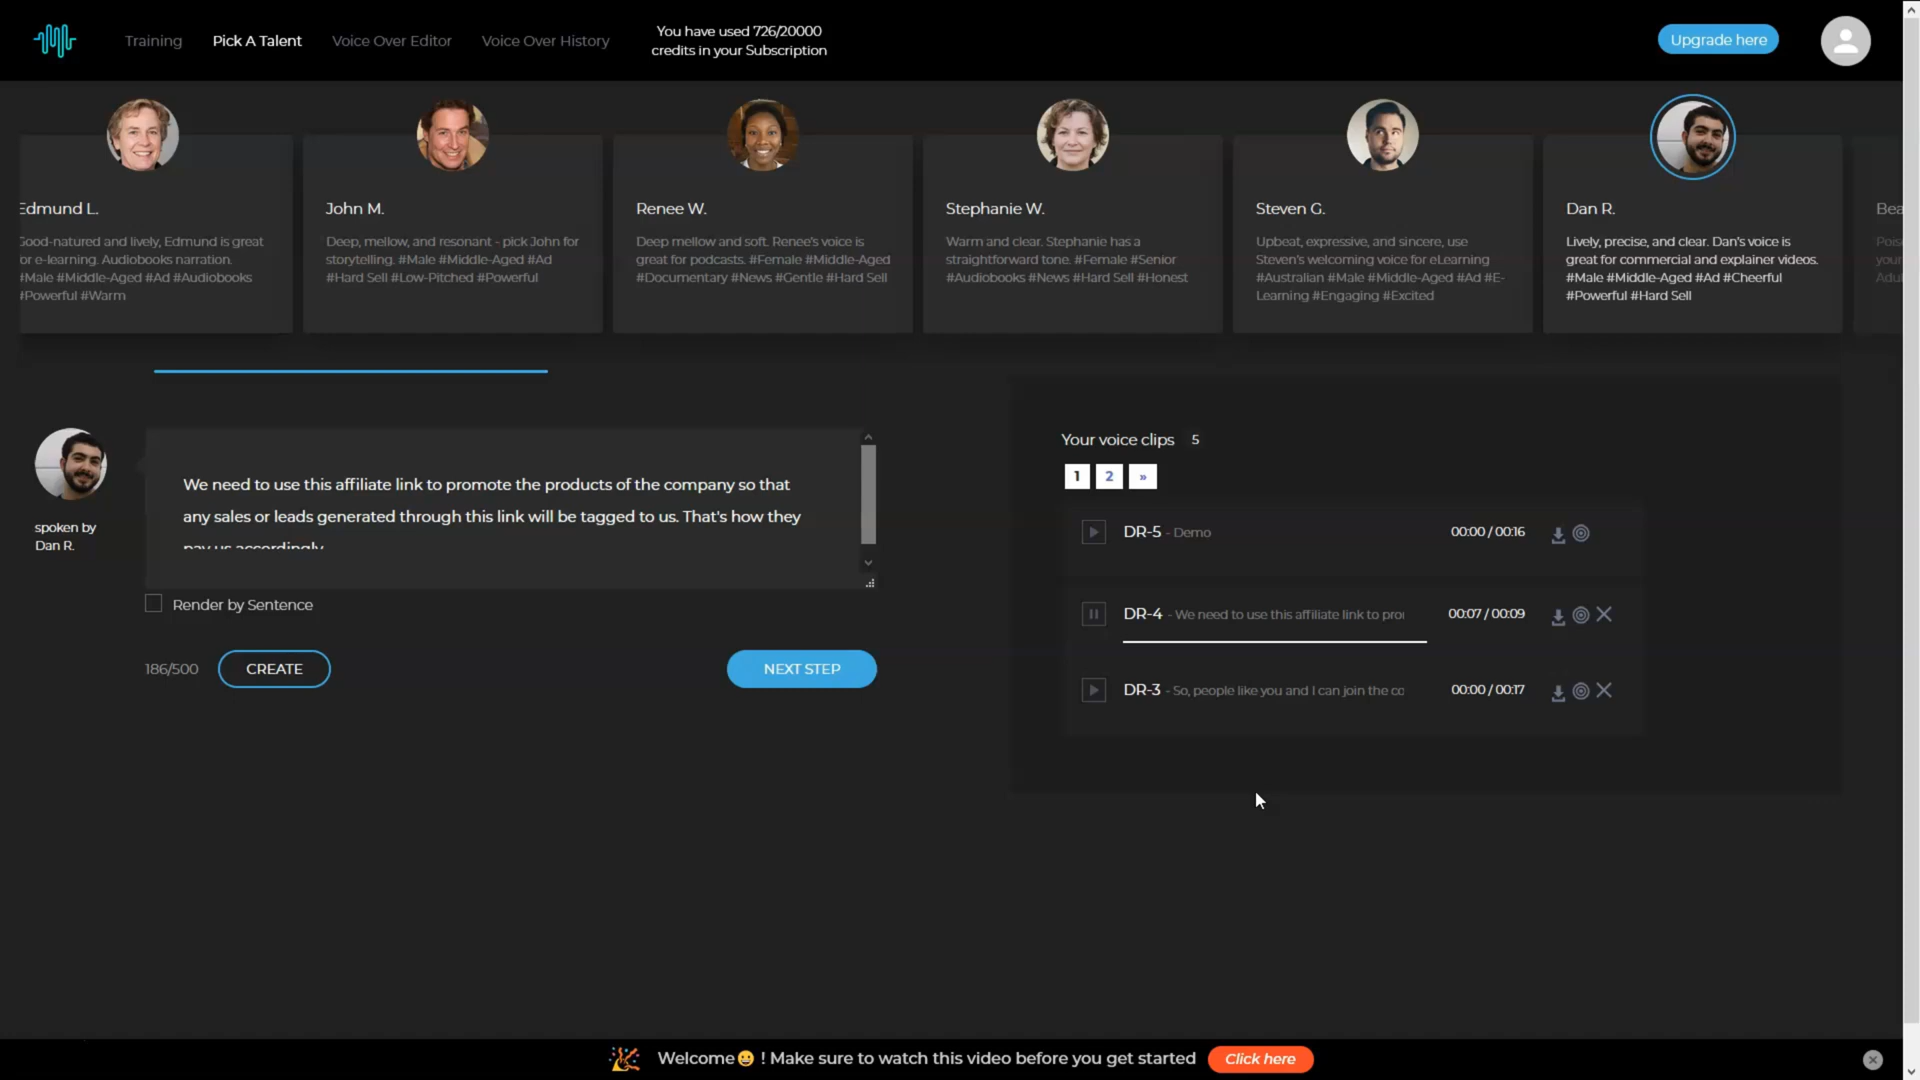 Training
Pick A Talent
Voice Over Editor
Voice Over History
You have used 726/20000
credits in your Subscription
Upgrade here
Edmund L.
Good-natured and lively, Edmund is great
or e-learning. Audiobooks narration.
#Male #Middle-Aged #Ad #Audiobooks
#Powerful #Warm
John M.
Deep, mellow, and resonant - pick John for
storytelling. #Male #Middle-Aged #Ad
#Hard Sell #Low-Pitched #Powerful
Renee W.
Deep mellow and soft. Renee's voice is
great for podcasts. #Female #Middle-Aged
#Documentary #News #Gentle #Hard Sell
Stephanie W.
Warm and clear. Stephanie has a
straightforward tone. #Female #Senior
#Audiobooks #News #Hard Sell #Honest
Steven G.
Upbeat, expressive, and sincere, use
Steven's welcoming voice for eLearning
#Australian #Male #Middle-Aged #Ad #E-
Learning #Engaging #Excited
Dan R.
Lively, precise, and clear. Dan's voice is
great for commercial and explainer videos.
#Male #Middle-Aged #Ad #Cheerful
#Powerful #Hard Sell
Bea
Pois
your
Adul
spoken by
Dan R.
We need to use this affiliate link to promote the products of the company so that
any sales or leads generated through this link will be tagged to us. That's how they
pay us accordingly.
Render by Sentence
186/500
CREATE
NEXT STEP
Your voice clips 5
1 2 »
DR-5 - Demo 00:00 / 00:16
DR-4 - We need to use this affiliate link to pro 00:07 / 00:09
DR-3 - So, people like you and I can join the co 00:00 / 00:17
Welcome😀 ! Make sure to watch this video before you get started
Click here